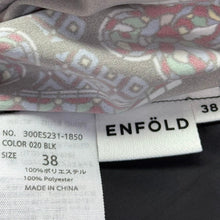 NO. 300ES231-1850
COLOR 020 BLK
SIZE 38
100%ポリエステル
100% Polyester
MADE IN CHINA
ENFÖLD
38